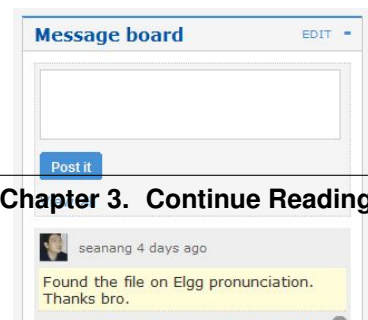 Message board EDIT -
Post it
Chapter 3. Continue Reading
seanang 4 days ago
Found the file on Elgg pronunciation.
Thanks bro.